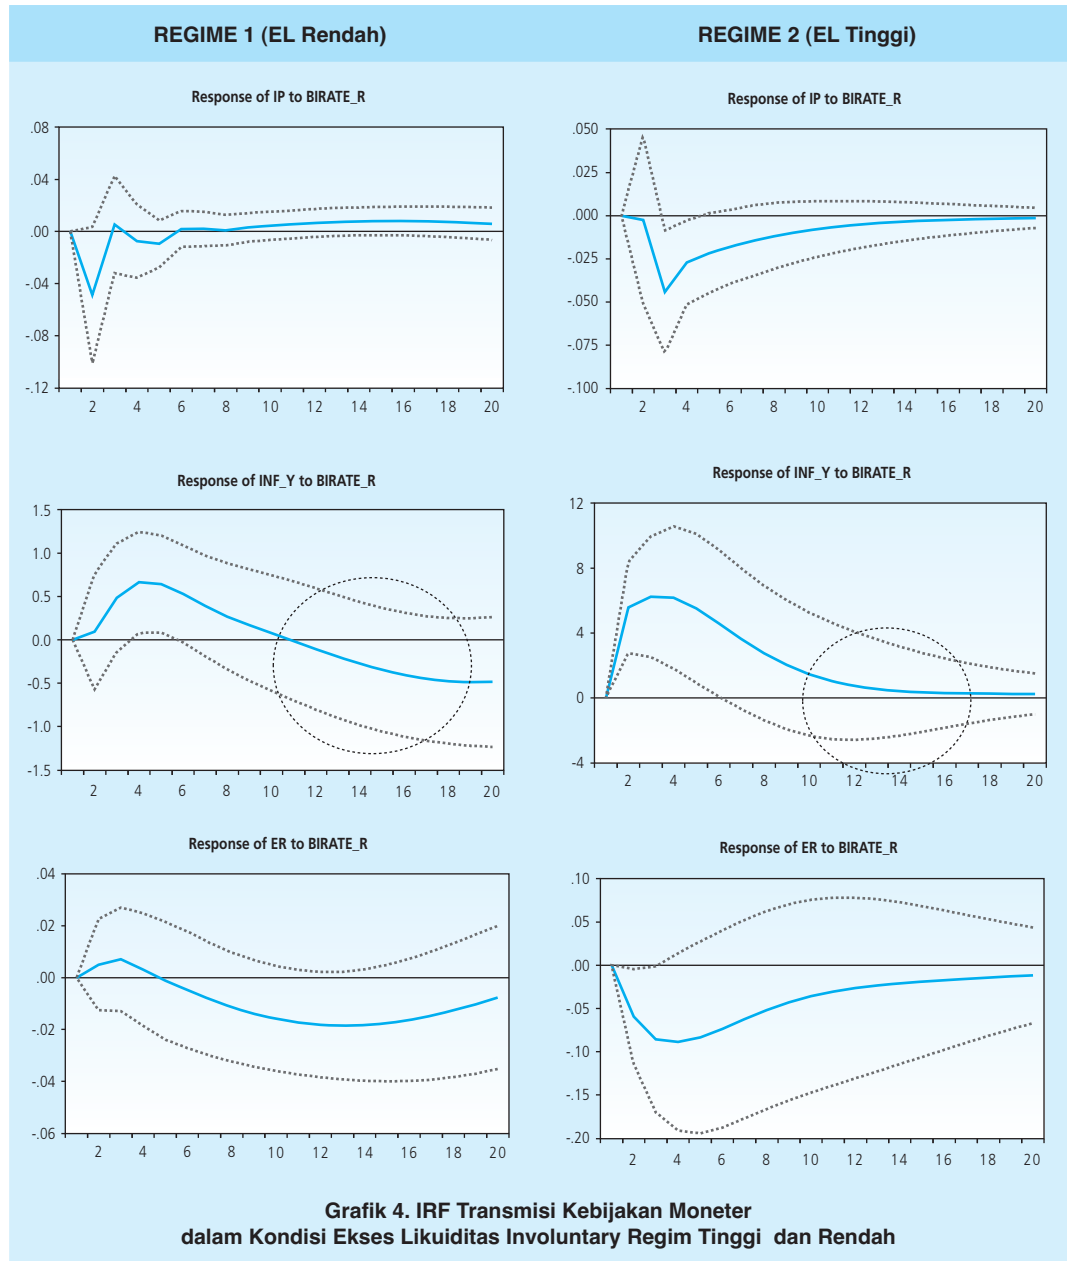 REGIME 1 (EL Rendah)
REGIME 2 (EL Tinggi)
Response of IP to BIRATE_R
.08
.04
.00
-.04
-.08
-.12
2 4 6 8 10 12 14 16 18 20
Response of IP to BIRATE_R
.050
.025
.000
-.025
-.050
-.075
-.100
2 4 6 8 10 12 14 16 18 20
Response of INF_Y to BIRATE_R
1.5
1.0
0.5
0.0
-0.5
-1.0
-1.5
2 4 6 8 10 12 14 16 18 20
Response of INF_Y to BIRATE_R
12
8
4
0
-4
2 4 6 8 10 12 14 16 18 20
Response of ER to BIRATE_R
.04
.02
.00
-.02
-.04
-.06
2 4 6 8 10 12 14 16 18 20
Response of ER to BIRATE_R
.10
.05
.00
-.05
-.10
-.15
-.20
2 4 6 8 10 12 14 16 18 20
Grafik 4. IRF Transmisi Kebijakan Moneter
dalam Kondisi Ekses Likuiditas Involuntary Regim Tinggi dan Rendah